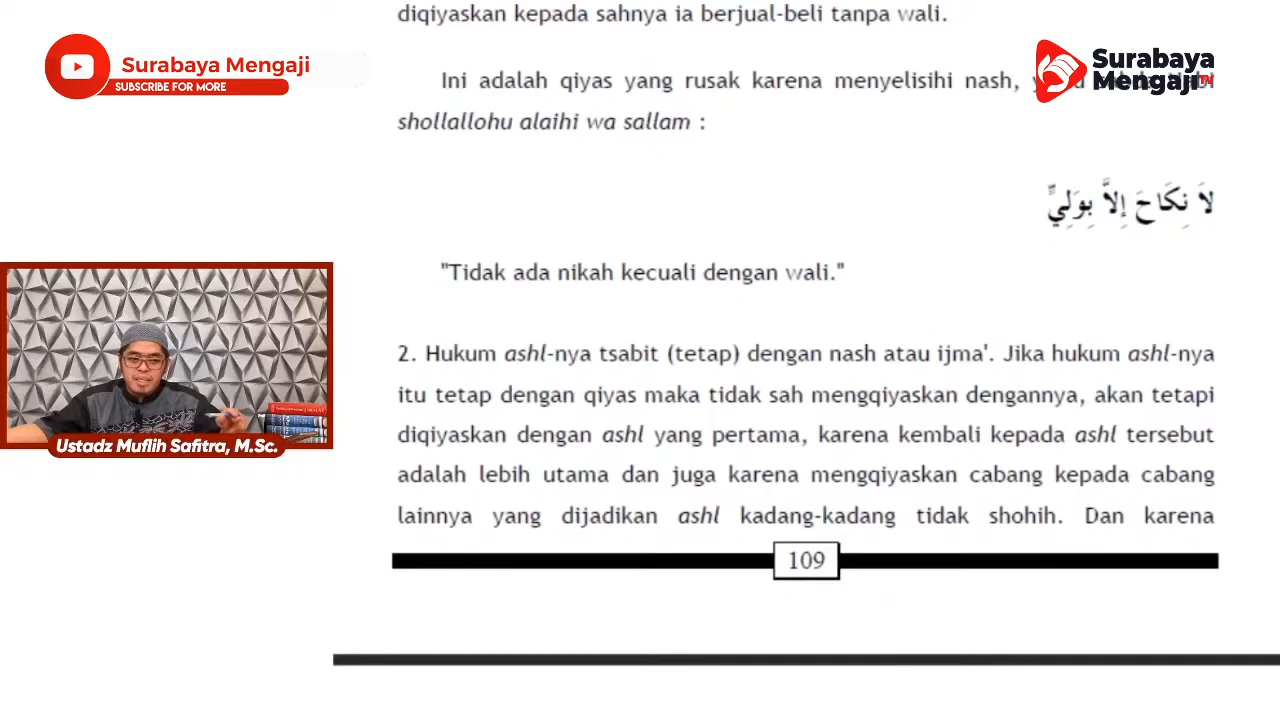 diqiyaskan kepada sahnya ia berjual-beli tanpa wali.
Surabaya Mengaji
SUBSCRIBE FOR MORE
Surabaya
Mengaji TV
Ini adalah qiyas yang rusak karena menyelisihi nash,
shollallohu alaihi wa sallam :
لاَ نِكَاحَ إِلاَّ بِوَلِيٍّ
"Tidak ada nikah kecuali dengan wali."
2. Hukum ashl-nya tsabit (tetap) dengan nash atau ijma'. Jika hukum ashl-nya
itu tetap dengan qiyas maka tidak sah mengqiyaskan dengannya, akan tetapi
diqiyaskan dengan ashl yang pertama, karena kembali kepada ashl tersebut
adalah lebih utama dan juga karena mengqiyaskan cabang kepada cabang
lainnya yang dijadikan ashl kadang-kadang tidak shohih. Dan karena
109
Ustadz Muflih Safitra, M.Sc.